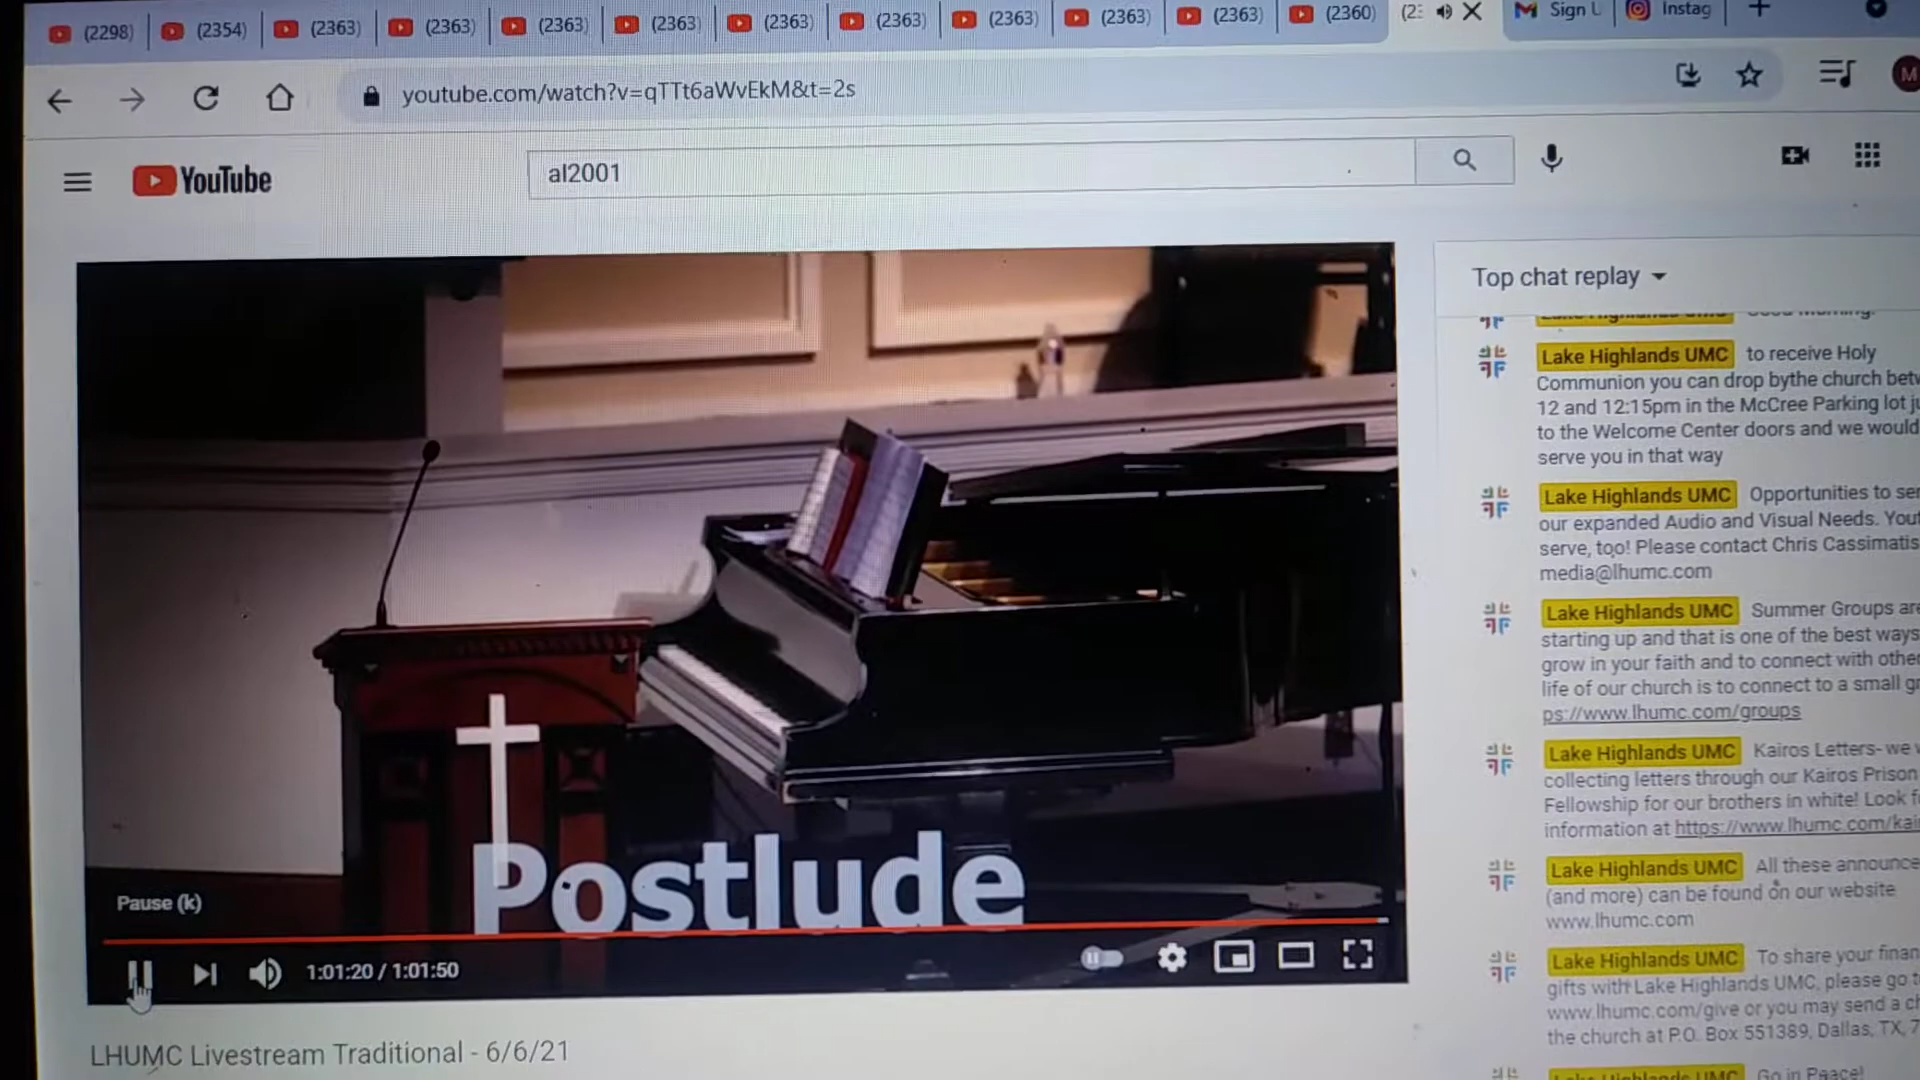 (2298)
(2354)
(2363)
(2363)
(2363)
(2363)
(2363)
(2363)
(2363)
(2363)
(2363)
(2360)
Sign
Instag
youtube.com/watch?v=qTTt6aWvEkM&t=2s
M
YouTube
al2001
Top chat replay
Lake Highlands UMC to receive Holy
Communion you can drop bythe church
12 and 12:15pm in the McCree Parking lot
to the Welcome Center doors and we would
serve you in that way
Lake Highlands UMC Opportunities to
our expanded Audio and Visual Needs.
serve, too! Please contact Chris Cassimatis
media@lhumc.com
Lake Highlands UMC Summer Groups are
starting up and that is one of the best ways
grow in your faith and to connect with
life of our church is to connect to a small
ps://www.lhumc.com/groups
Lake Highlands UMC Kairos Letters- we
collecting letters through our Kairos Prison
Fellowship for our brothers in white! Look
information at https://www.lhumc.com/kai
Lake Highlands UMC All these announce
(and more) can be found on our website
www.lhumc.com
Lake Highlands UMC To share your finan
gifts with Lake Highlands UMC, please go
www.lhumc.com/give or you may send a
the church at P.O. Box 551389, Dallas, TX, 7
Lake Highlands UMC Go in Peace!
Postlude
Pause (k)
1:01:20 / 1:01:50
LHUMC Livestream Traditional - 6/6/21